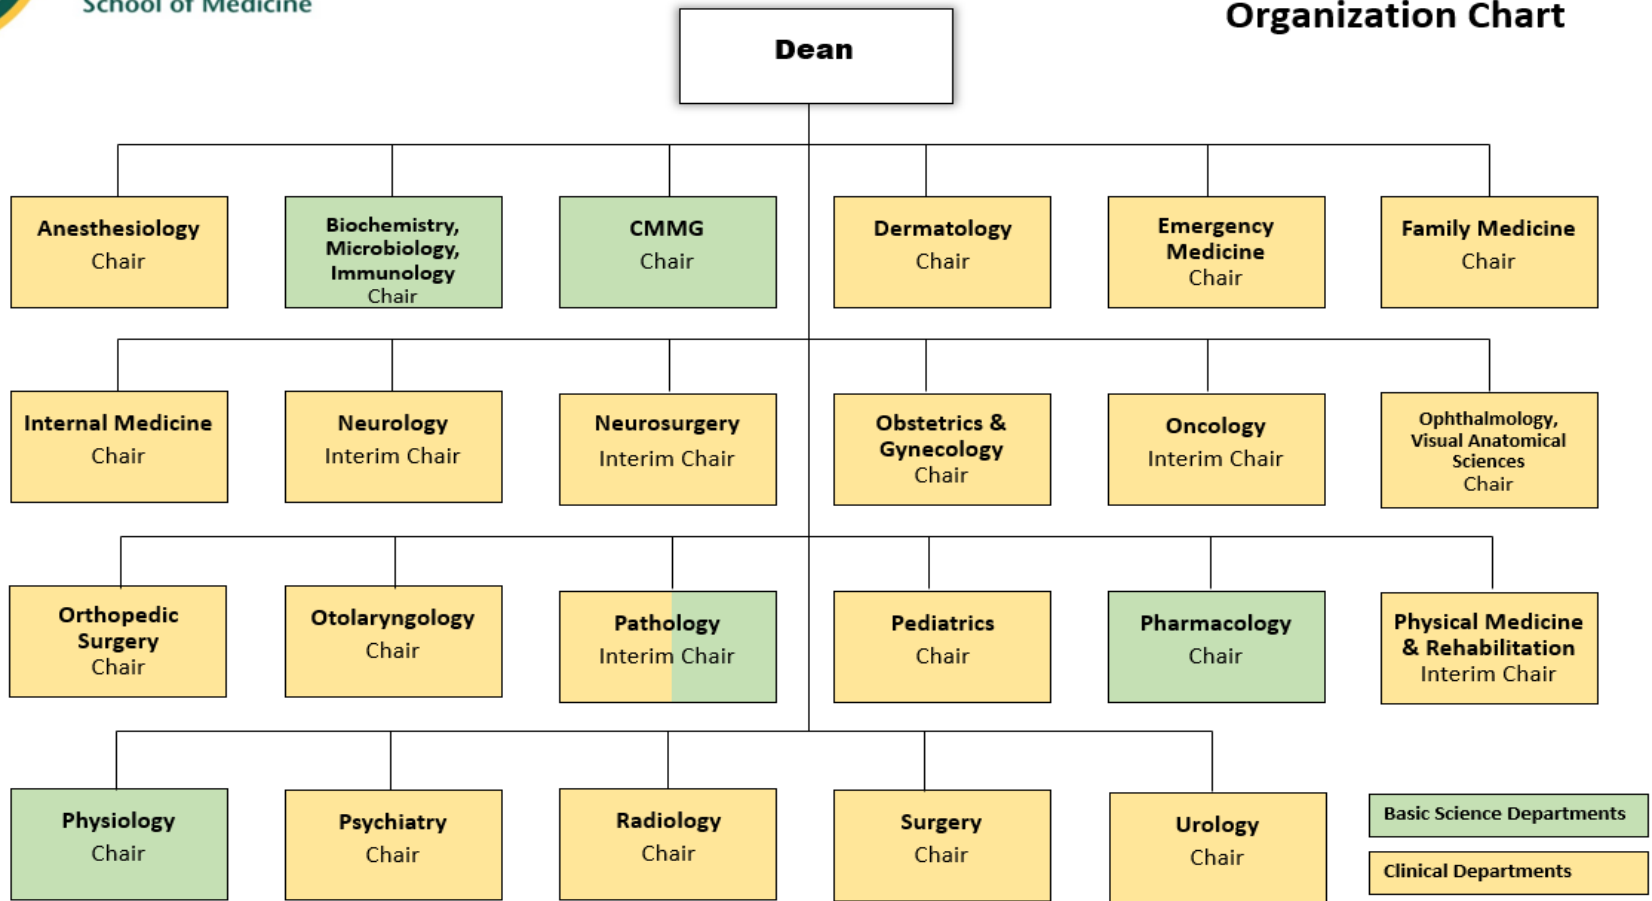 School of Medicine
Organization Chart
Dean
Anesthesiology
Chair
Biochemistry,
Microbiology,
Immunology
Chair
CMMG
Chair
Dermatology
Chair
Emergency
Medicine
Chair
Family Medicine
Chair
Internal Medicine
Chair
Neurology
Interim Chair
Neurosurgery
Interim Chair
Obstetrics &
Gynecology
Chair
Oncology
Interim Chair
Ophthalmology,
Visual Anatomical
Sciences
Chair
Orthopedic
Surgery
Chair
Otolaryngology
Chair
Pathology
Interim Chair
Pediatrics
Chair
Pharmacology
Chair
Physical Medicine
& Rehabilitation
Interim Chair
Physiology
Chair
Psychiatry
Chair
Radiology
Chair
Surgery
Chair
Urology
Chair
Basic Science Departments
Clinical Departments